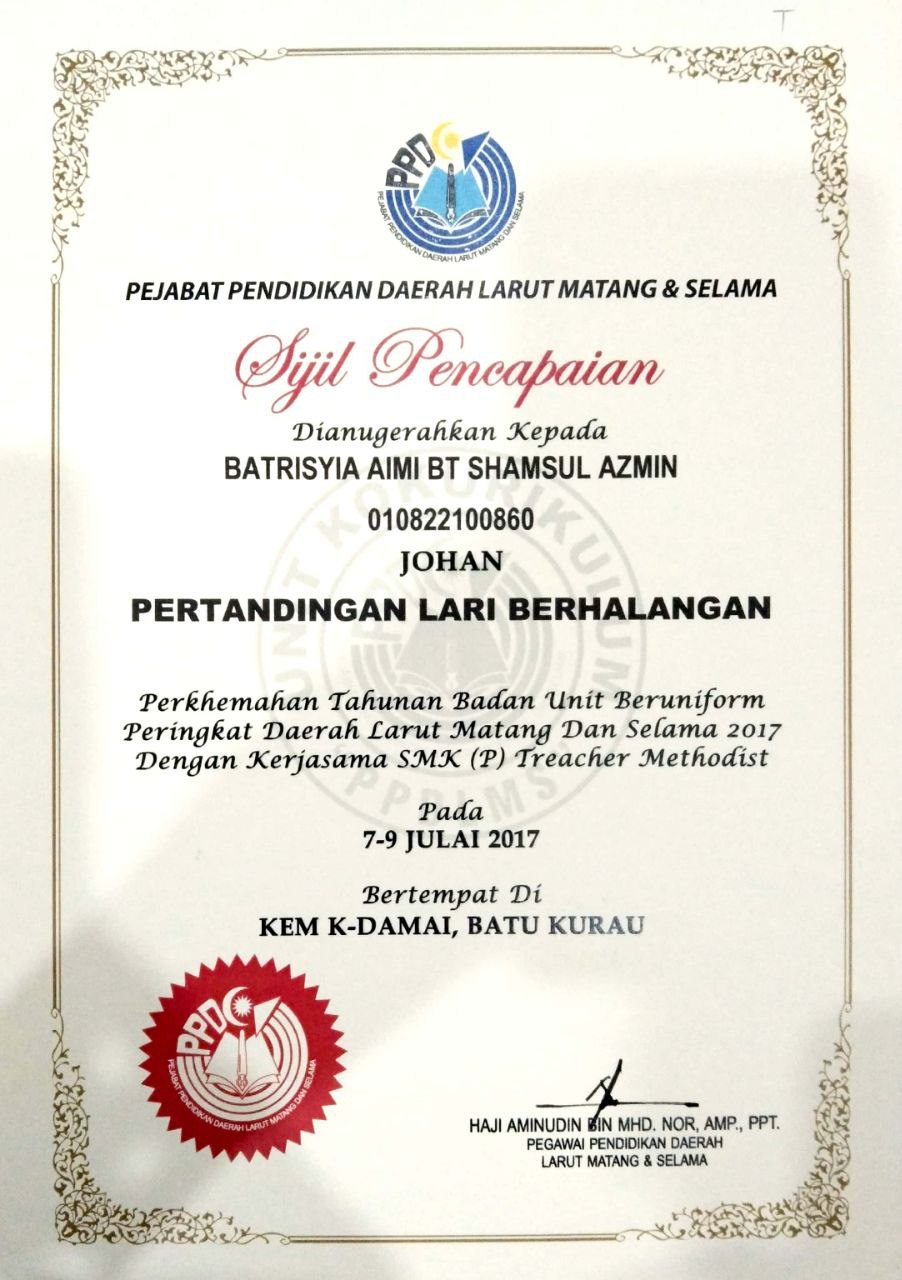 T
PPD
PEJABAT PENDIDIKAN DAERAH LARUT MATANG DAN SELAMA
PEJABAT PENDIDIKAN DAERAH LARUT MATANG & SELAMA
Sijil Pencapaian
Dianugerahkan Kepada
BATRISYIA AIMI BT SHAMSUL AZMIN
010822100860
JOHAN
PERTANDINGAN LARI BERHALANGAN
UNIT KOKURIKULUM
Perkhemahan Tahunan Badan Unit Beruniform
Peringkat Daerah Larut Matang Dan Selama 2017
Dengan Kerjasama SMK (P) Treacher Methodist
PPDLMS
Pada
7-9 JULAI 2017
Bertempat Di
KEM K-DAMAI, BATU KURAU
PPD
PEJABAT PENDIDIKAN DAERAH LARUT MATANG DAN SELAMA
HAJI AMINUDIN BIN MHD. NOR, AMP., PPT.
PEGAWAI PENDIDIKAN DAERAH
LARUT MATANG & SELAMA